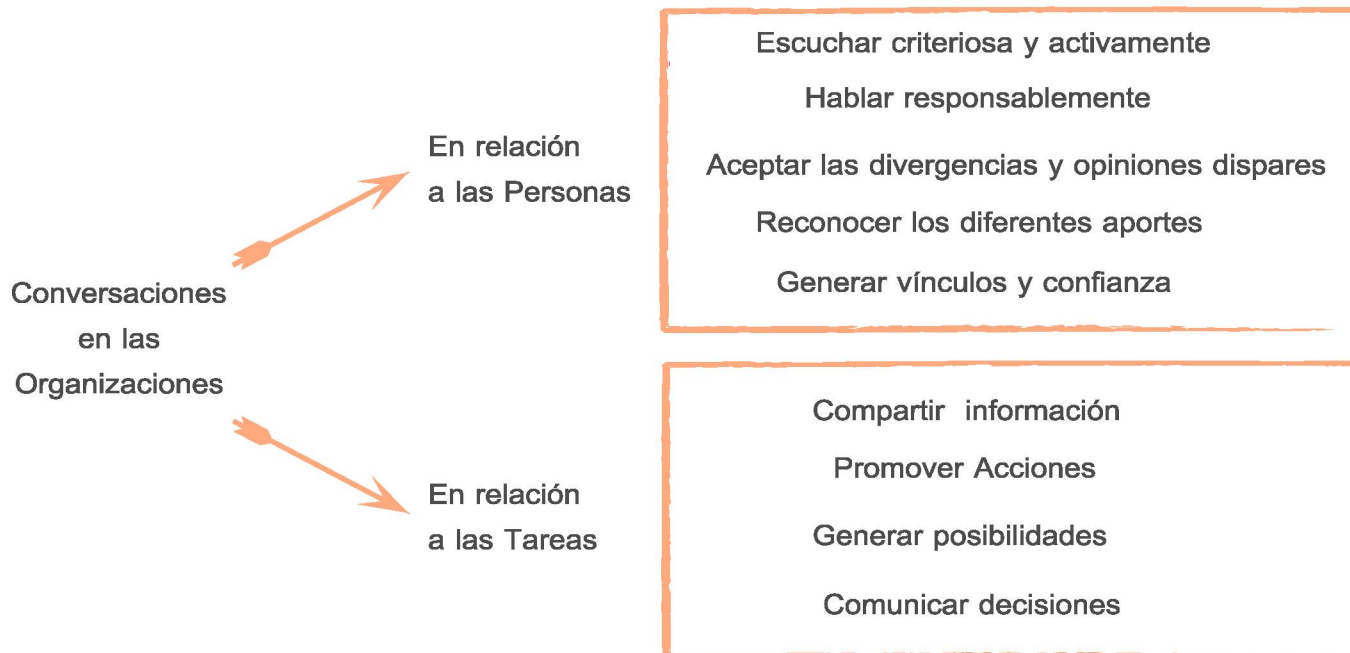 Conversaciones
en las
Organizaciones
En relación
a las Personas
Escuchar criteriosa y activamente
Hablar responsablemente
Aceptar las divergencias y opiniones dispares
Reconocer los diferentes aportes
Generar vínculos y confianza
En relación
a las Tareas
Compartir información
Promover Acciones
Generar posibilidades
Comunicar decisiones